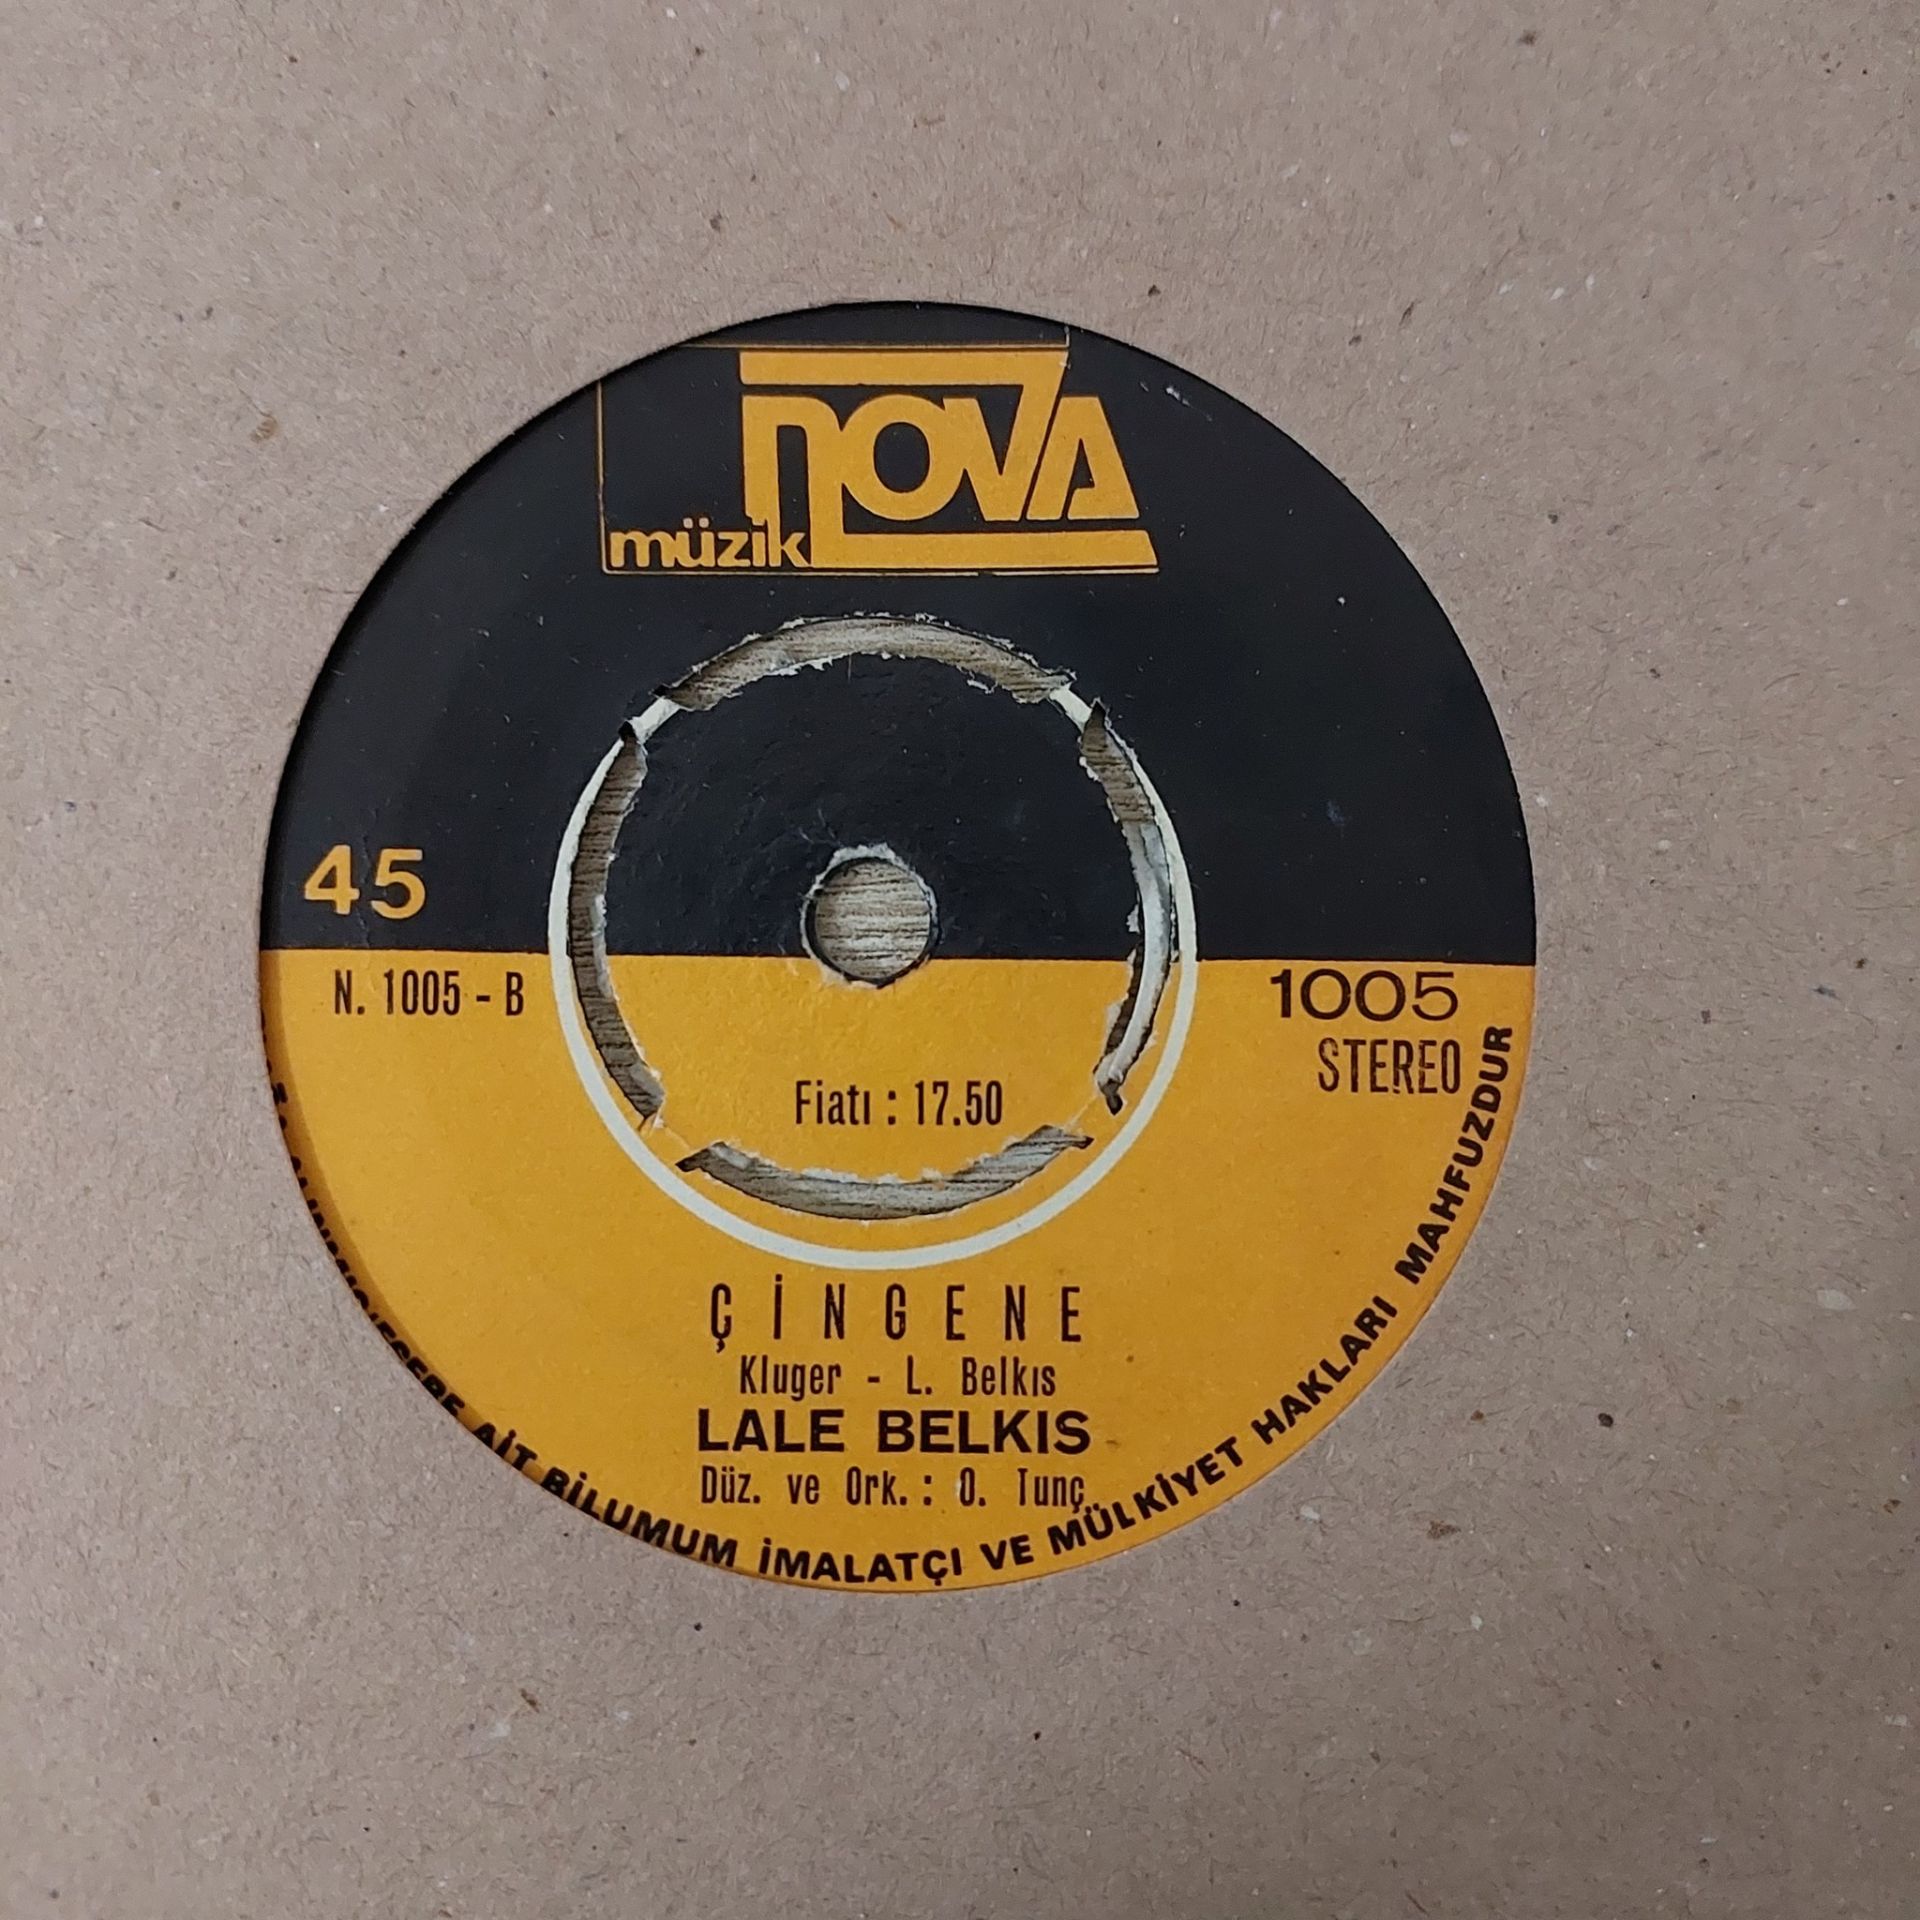 nova
müzik
45
N. 1005 - B
1005
STEREO
Fiatı : 17.50
ÇİNGENE
Kluger - L. Belkıs
LALE BELKIS
Düz. ve Ork. : O. Tunç
AİT BİLUMUM İMALATÇI VE MÜLKİYET HAKLARI MAHFUZDUR